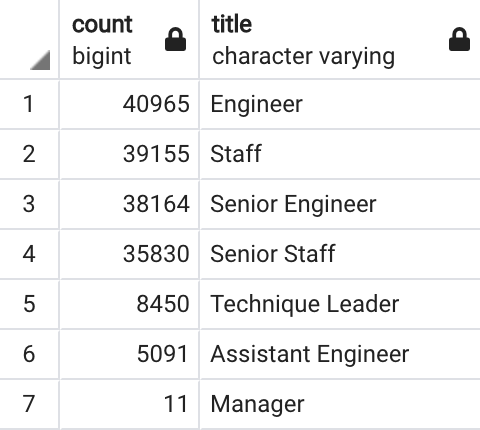 count title
bigint character varying
1 40965 Engineer
2 39155 Staff
3 38164 Senior Engineer
4 35830 Senior Staff
5 8450 Technique Leader
6 5091 Assistant Engineer
7 11 Manager